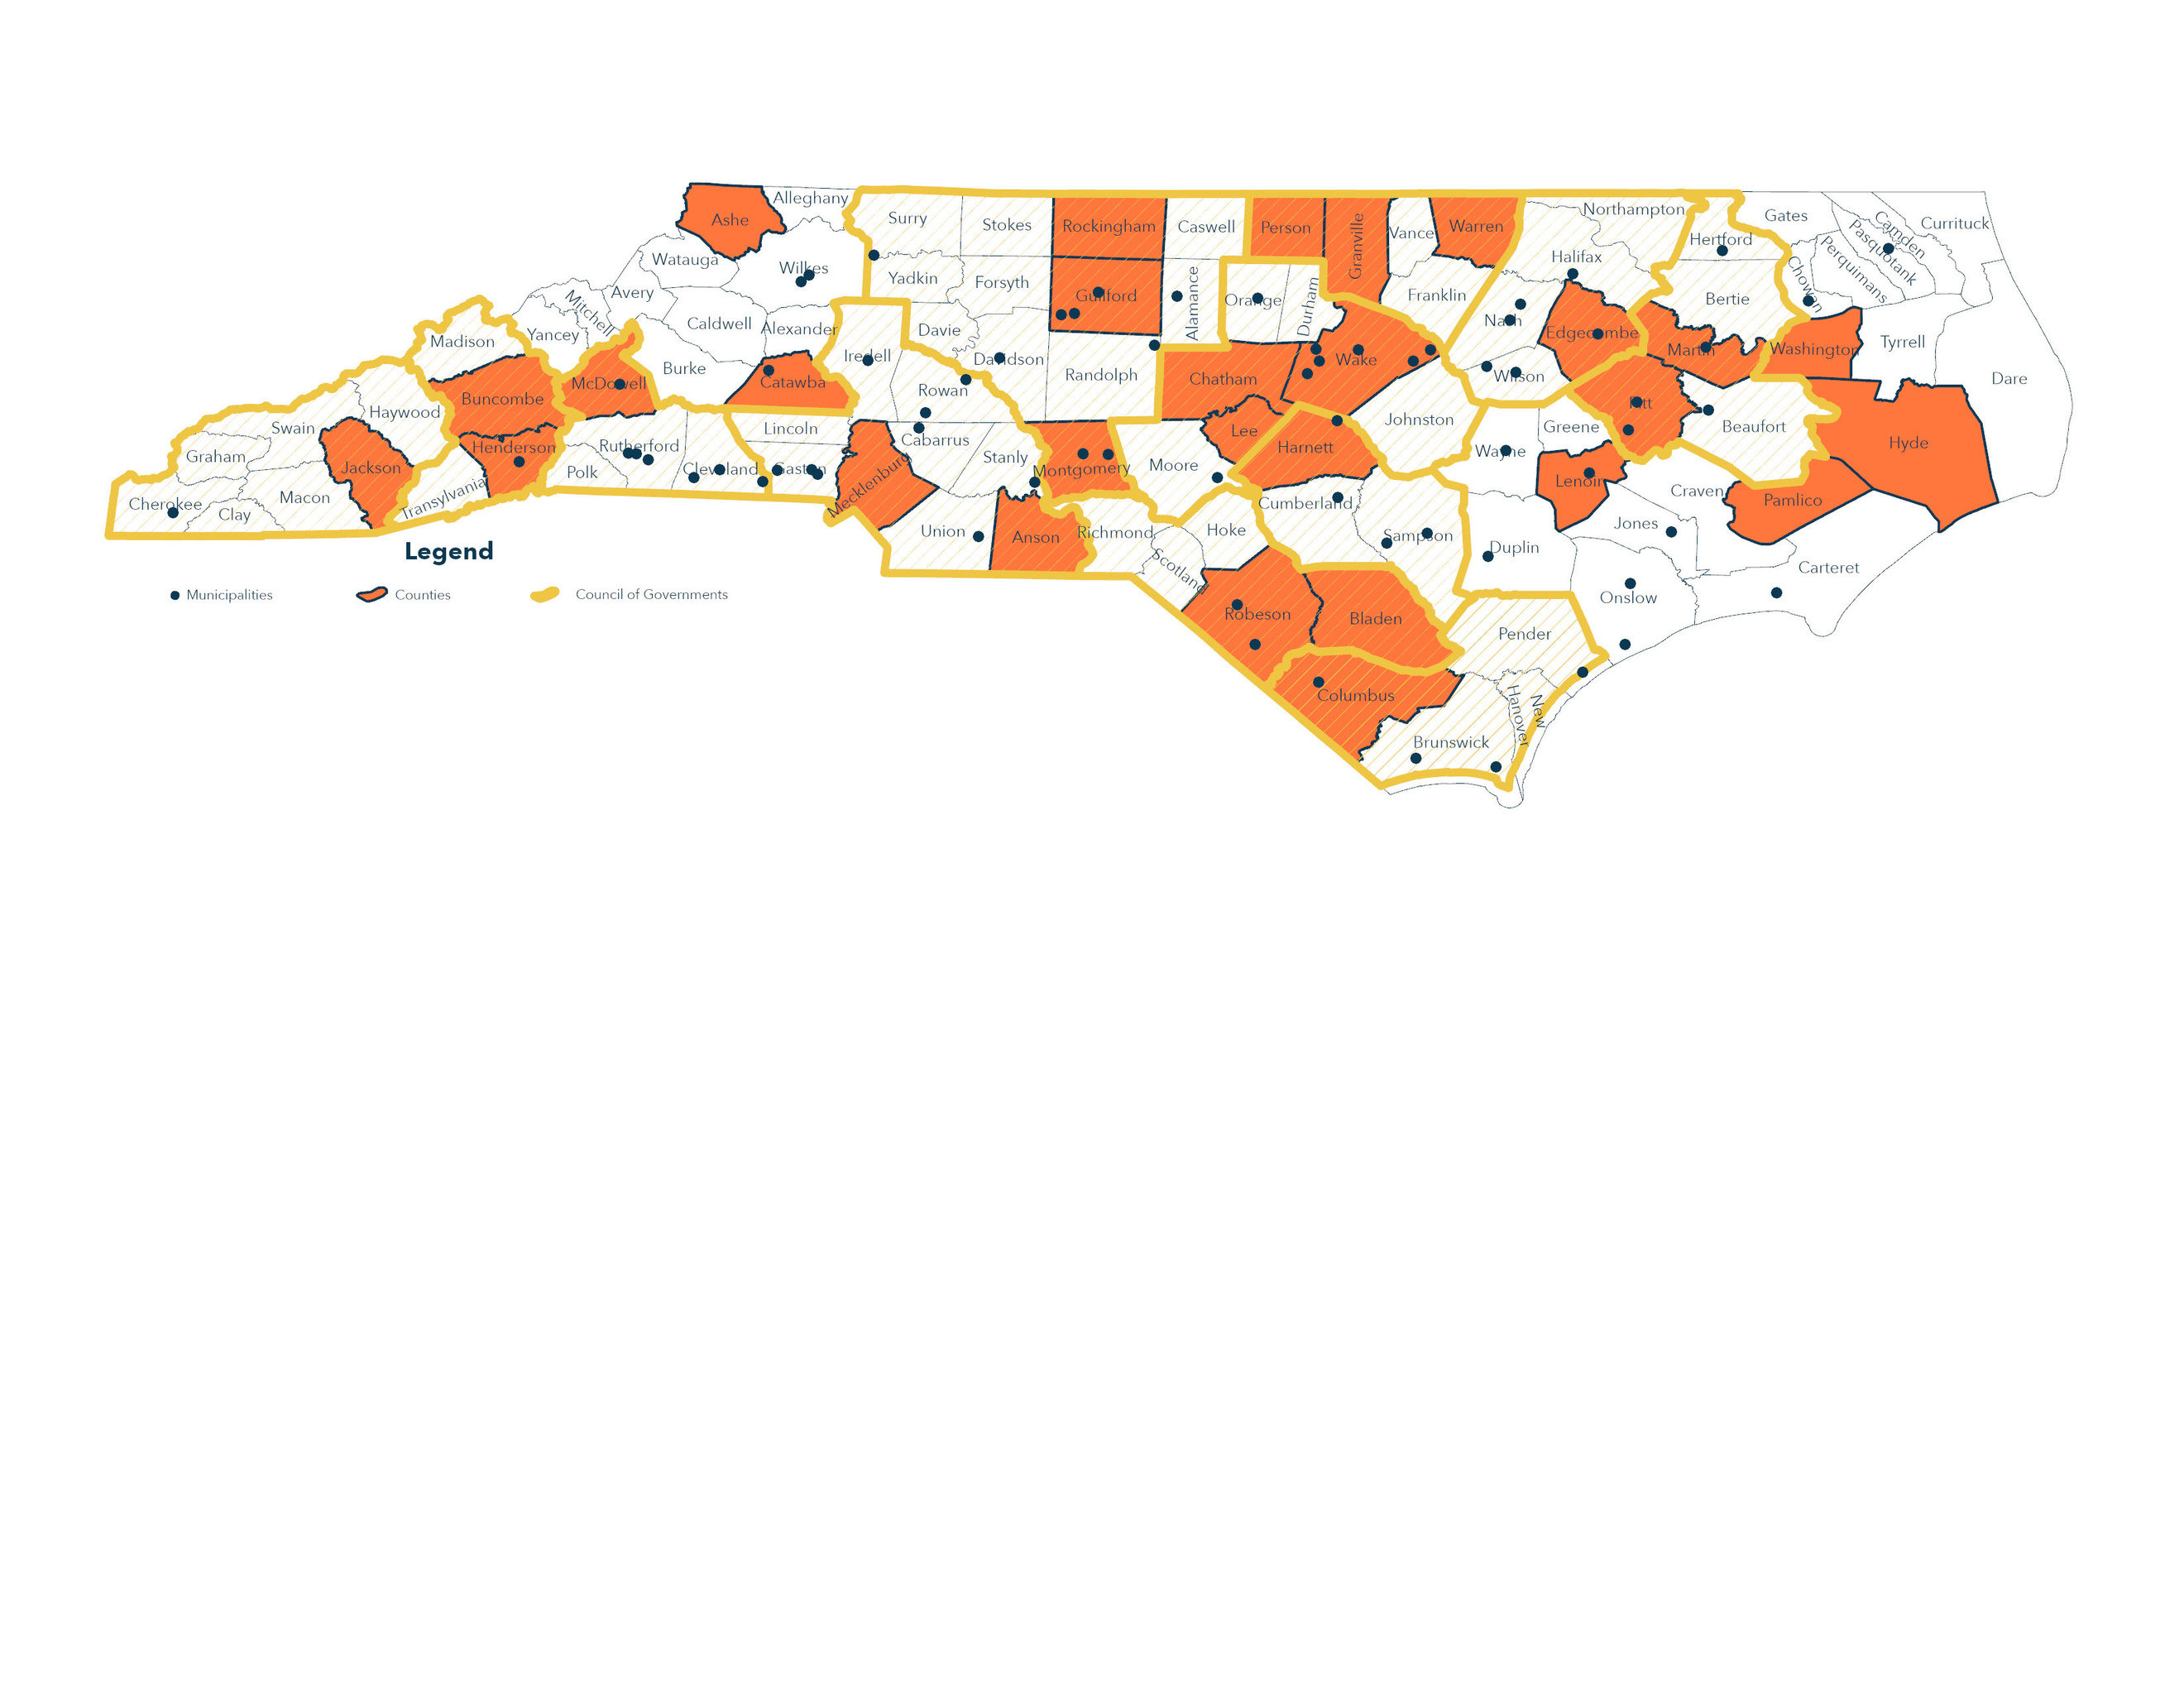 Ashe
Alleghany
Surry
Stokes
Rockingham
Caswell
Person
Granville
Vance
Warren
Northampton
Hertford
Gates
Camden
Currituck
Pasquotank
Perquimans
Chowan
Watauga
Wilkes
Yadkin
Forsyth
Guilford
Alamance
Orange
Durham
Franklin
Halifax
Nash
Edgecombe
Bertie
Martin
Washington
Tyrrell
Dare
Avery
Mitchell
Yancey
Madison
Caldwell
Alexander
Iredell
Davie
Davidson
Randolph
Chatham
Wake
Wilson
Pitt
Beaufort
Hyde
Buncombe
McDowell
Burke
Catawba
Rowan
Haywood
Swain
Graham
Jackson
Henderson
Rutherford
Polk
Cleveland
Lincoln
Gaston
Cabarrus
Stanly
Montgomery
Moore
Lee
Harnett
Johnston
Wayne
Greene
Lenoir
Craven
Pamlico
Jones
Cherokee
Clay
Macon
Transylvania
Mecklenburg
Union
Anson
Richmond
Scotland
Hoke
Cumberland
Sampson
Duplin
Onslow
Carteret
Robeson
Bladen
Pender
Columbus
Brunswick
New
Hanover
Legend
Municipalities
Counties
Council of Governments